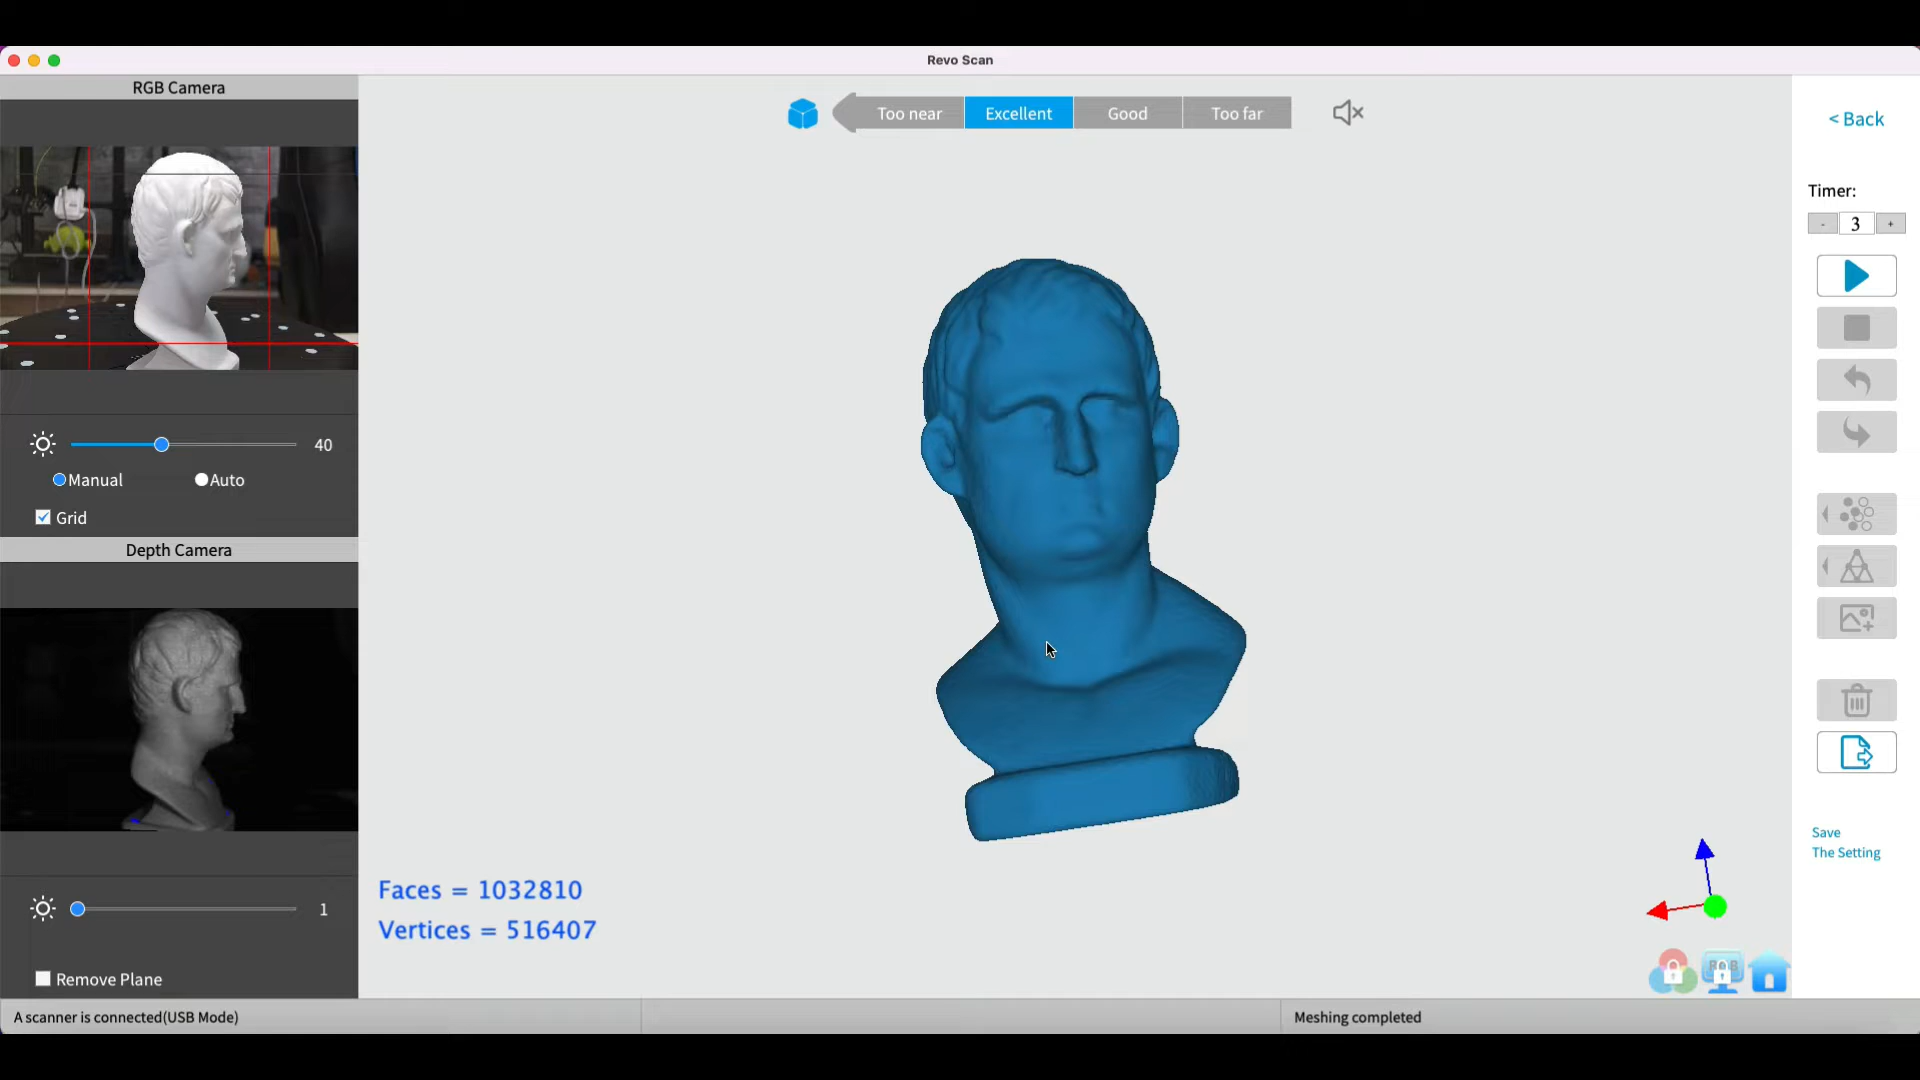 Revo Scan
RGB Camera
Too near
Excellent
Good
Too far
< Back
Timer:
- 3 +
40
Manual
Auto
Grid
Depth Camera
Save
The Setting
Faces = 1032810
Vertices = 516407
1
RGB
Remove Plane
A scanner is connected(USB Mode)
Meshing completed